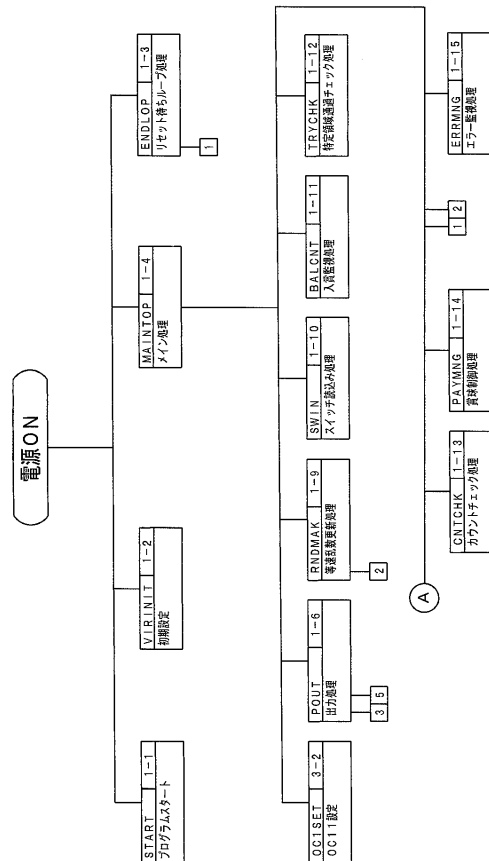 電源ON
START 1-1
プログラムスタート
VIRINIT 1-2
初期設定
MAINTOP 1-4
メイン処理
ENDLOP 1-3
リセット待ちループ処理
1
OC1SET 3-2
OC11設定
POUT 1-6
出力処理
3 5
RNDMAK 1-9
等速乱数更新処理
2
SWIN 1-10
スイッチ読込み処理
BALCNT 1-11
入賞監視処理
TRYCHK 1-12
特定領域通過チェック処理
A
CNTCHK 1-13
カウントチェック処理
PAYMNG 1-14
賞球制御処理
1 2
ERRMNG 1-15
エラー監視処理